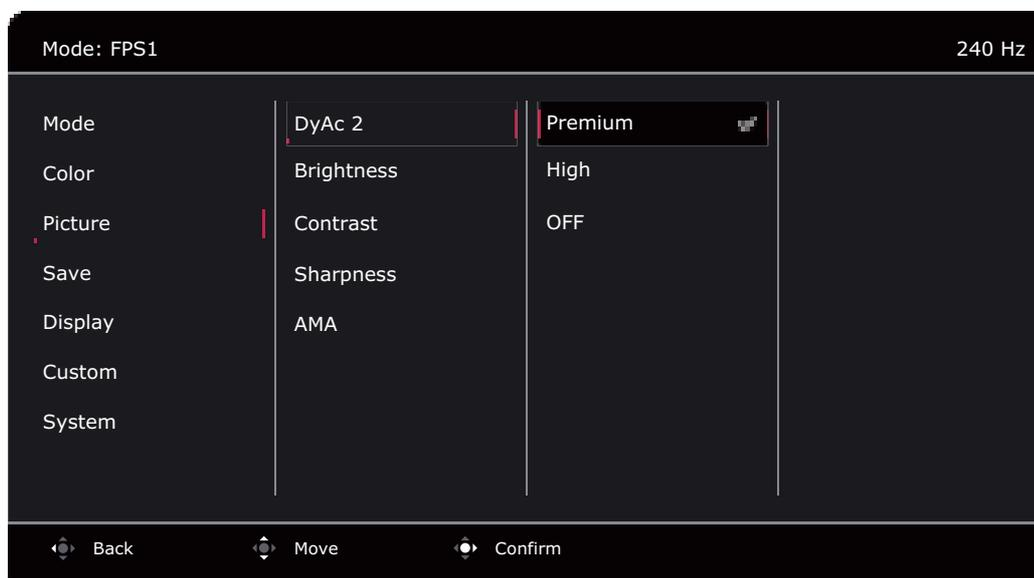 Mode: FPS1
240 Hz
Mode
Color
Picture
Save
Display
Custom
System
DyAc 2
Brightness
Contrast
Sharpness
AMA
Premium
High
OFF
Back
Move
Confirm